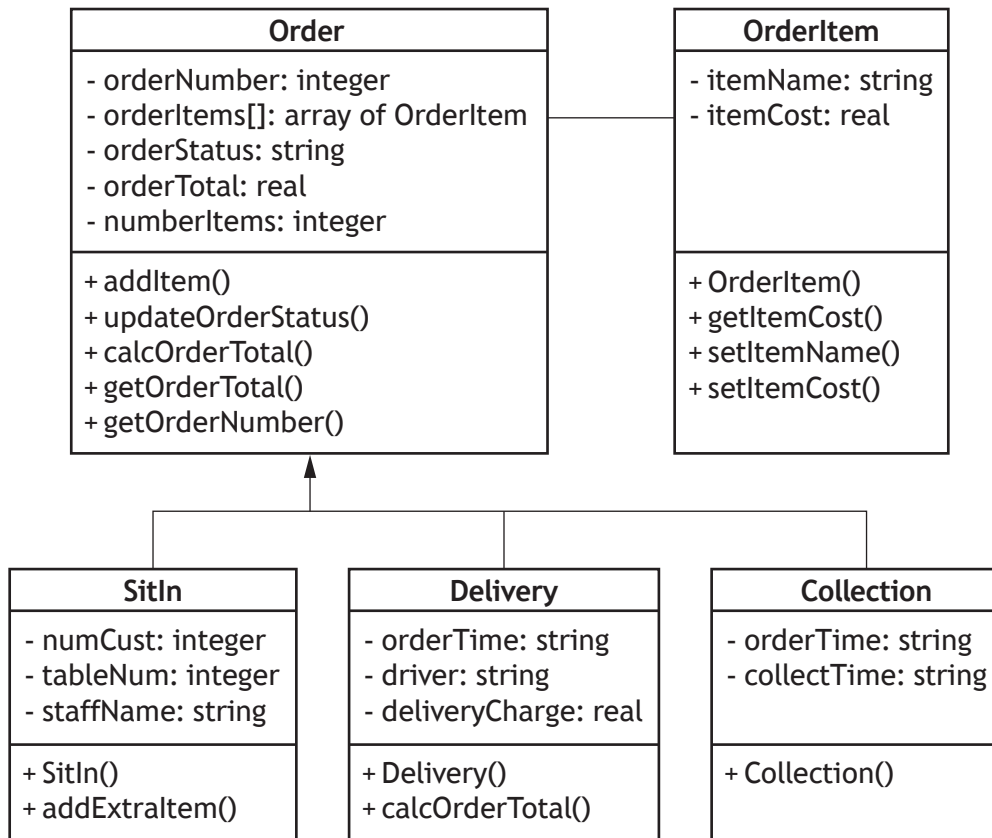 Order
- orderNumber: integer
- orderItems[]: array of OrderItem
- orderStatus: string
- orderTotal: real
- numberItems: integer
+ addItem()
+ updateOrderStatus()
+ calcOrderTotal()
+ getOrderTotal()
+ getOrderNumber()
OrderItem
- itemName: string
- itemCost: real
+ OrderItem()
+ getItemCost()
+ setItemName()
+ setItemCost()
SitIn
- numCust: integer
- tableNum: integer
- staffName: string
+ SitIn()
+ addExtraItem()
Delivery
- orderTime: string
- driver: string
- deliveryCharge: real
+ Delivery()
+ calcOrderTotal()
Collection
- orderTime: string
- collectTime: string
+ Collection()